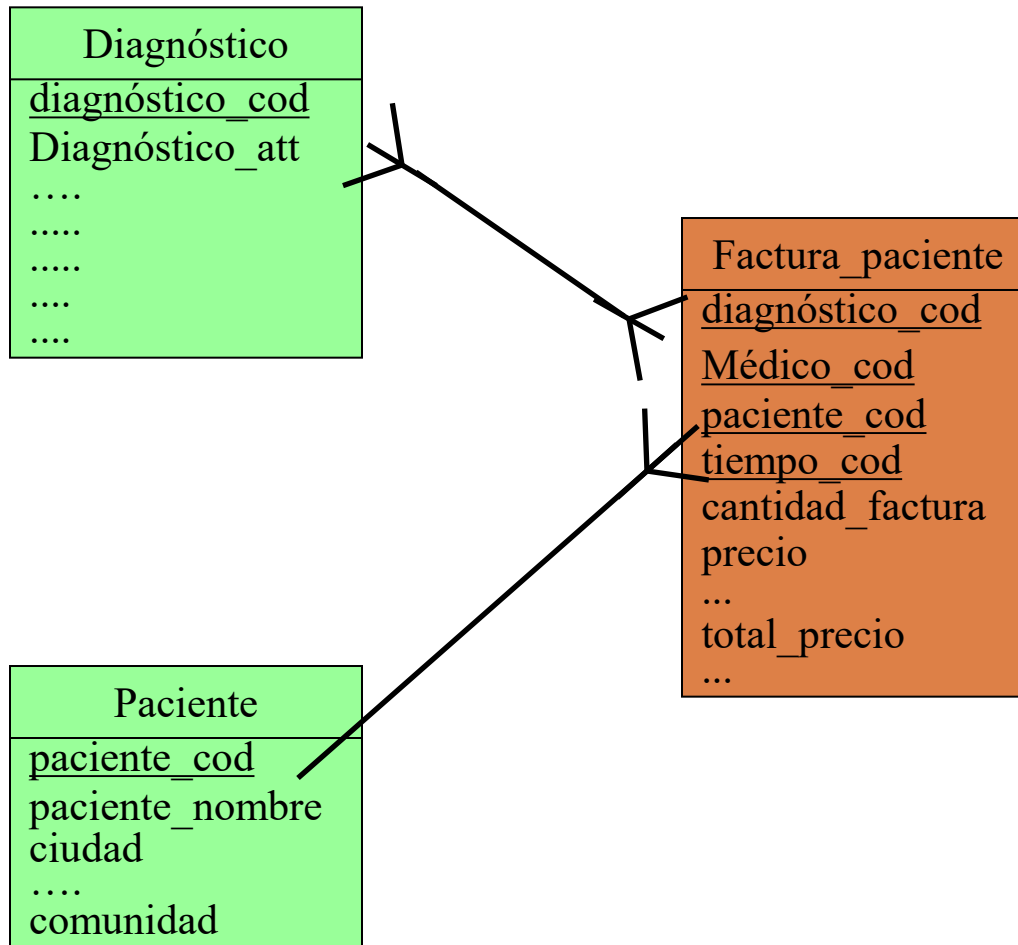 Diagnóstico
diagnóstico_cod
Diagnóstico_att
….
.....
.....
....
....
Factura_paciente
diagnóstico_cod
Médico_cod
paciente_cod
tiempo_cod
cantidad_factura
precio
...
total_precio
...
Paciente
paciente_cod
paciente_nombre
ciudad
….
comunidad